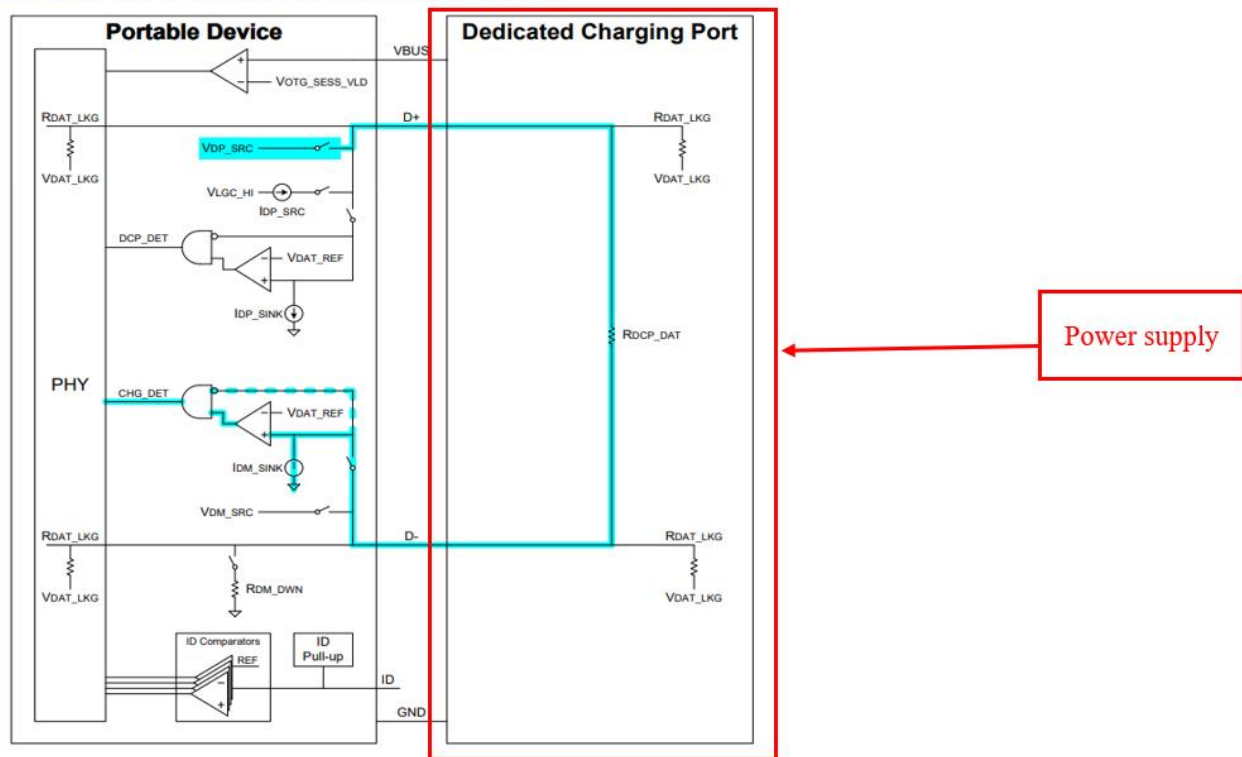 Portable Device
Dedicated Charging Port
VBUS
VOTG_SESS_VLD
RDAT_LKG
D+
RDAT_LKG
VDP_SRC
VDAT_LKG
VLGC_HI
VDAT_LKG
IDP_SRC
DCP_DET
VDAT_REF
IDP_SINK
RDCP_DAT
Power supply
PHY
CHG_DET
VDAT_REF
IDM_SINK
VDM_SRC
RDAT_LKG
D-
RDAT_LKG
VDAT_LKG
RDM_DWN
VDAT_LKG
ID Comparators
REF
ID
Pull-up
ID
GND